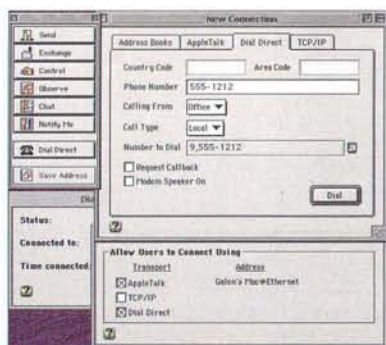 New Connection
Send
Exchange
Control
Observe
Chat
Notify Me
Dial Direct
Save Address
Address Books
AppleTalk
Dial Direct
TCP/IP
Country Code
Area Code
Phone Number 555-1212
Calling From Office
Call Type Local
Number to Dial 9,555-1212
Request Callback
Modem Speaker On
Dial
Status:
Connected to:
Time connected:
Allow Users to Connect Using
Transport
Address
AppleTalk
Galen's Mac@Ethernet
TCP/IP
Dial Direct